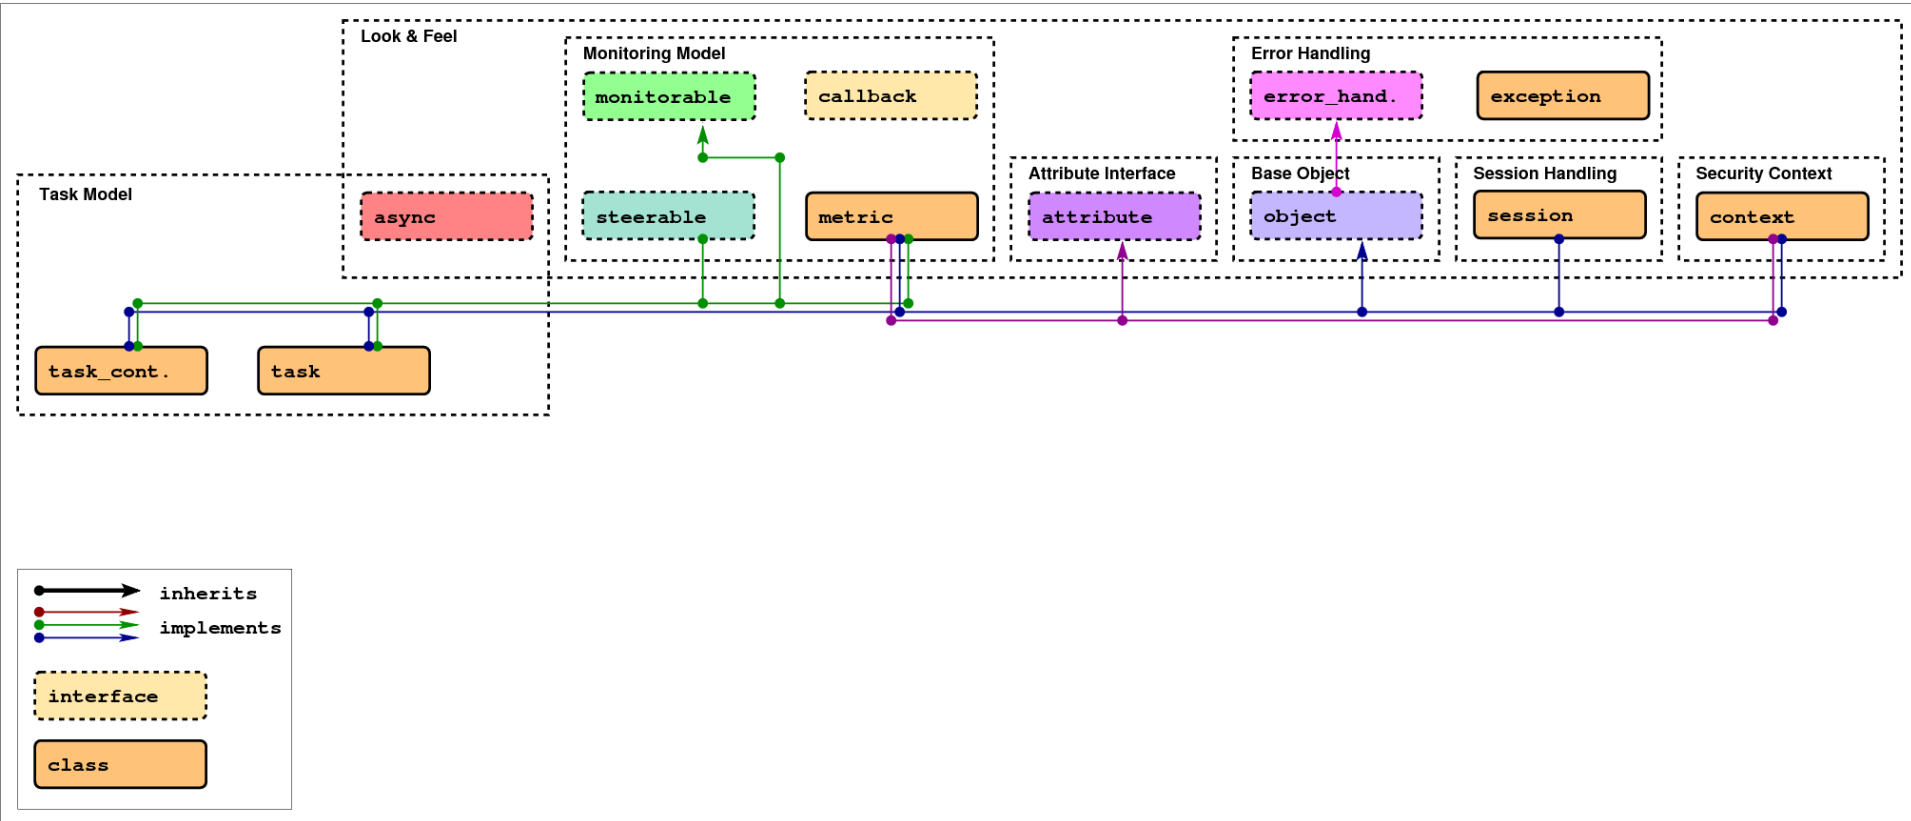 Look & Feel
Monitoring Model
Error Handling
monitorable
callback
error_hand.
exception
Task Model
Attribute Interface
Base Object
Session Handling
Security Context
async
steerable
metric
attribute
object
session
context
task_cont.
task
inherits
implements
interface
class